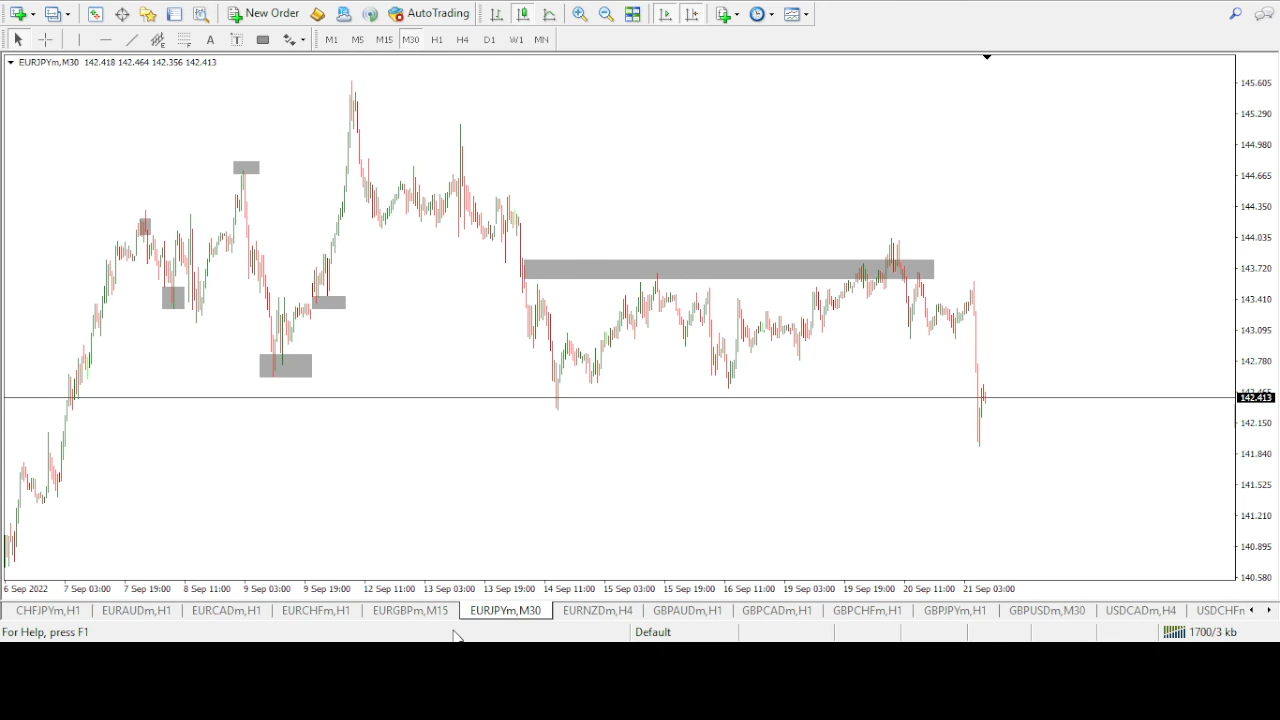 New Order AutoTrading
M1 M5 M15 M30 H1 H4 D1 W1 MN
EURJPYm,M30 142.418 142.464 142.356 142.413
145.605
145.290
144.980
144.665
144.350
144.035
143.720
143.410
143.095
142.780
142.413
142.150
141.840
141.525
141.210
140.895
140.580
6 Sep 2022 7 Sep 03:00 7 Sep 19:00 8 Sep 11:00 9 Sep 03:00 9 Sep 19:00 12 Sep 11:00 13 Sep 03:00 13 Sep 19:00 14 Sep 11:00 15 Sep 03:00 15 Sep 19:00 16 Sep 11:00 19 Sep 03:00 19 Sep 19:00 20 Sep 11:00 21 Sep 03:00
CHFJPYm,H1 EURAUDm,H1 EURCADm,H1 EURCHFm,H1 EURGBPm,M15 EURJPYm,M30 EURNZDm,H4 GBPAUDm,H1 GBPCADm,H1 GBPCHFm,H1 GBPJPYm,H1 GBPUSDm,M30 USDCADm,H4 USDCHFm
For Help, press F1 Default 1700/3 kb